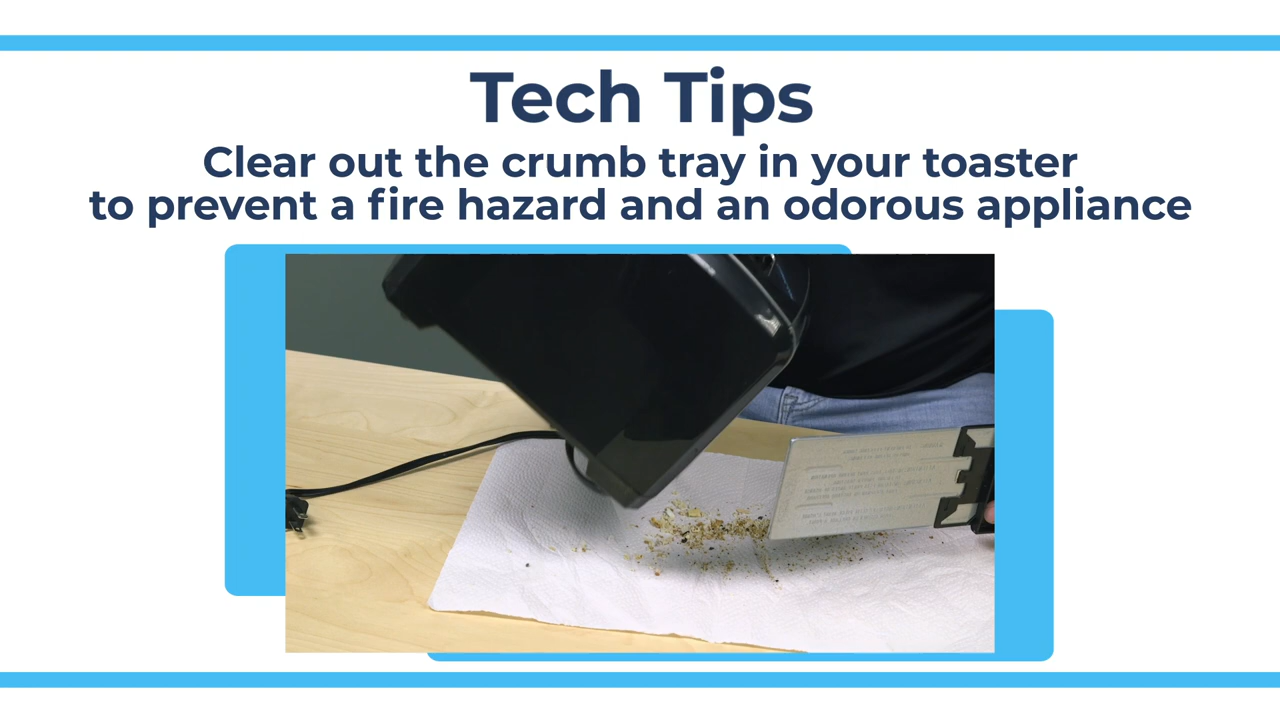 Tech Tips
Clear out the crumb tray in your toaster
to prevent a fire hazard and an odorous appliance